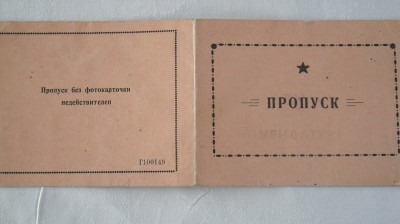 Пропуск без фотокарточки
недействителен
Г100149
ПРОПУСК